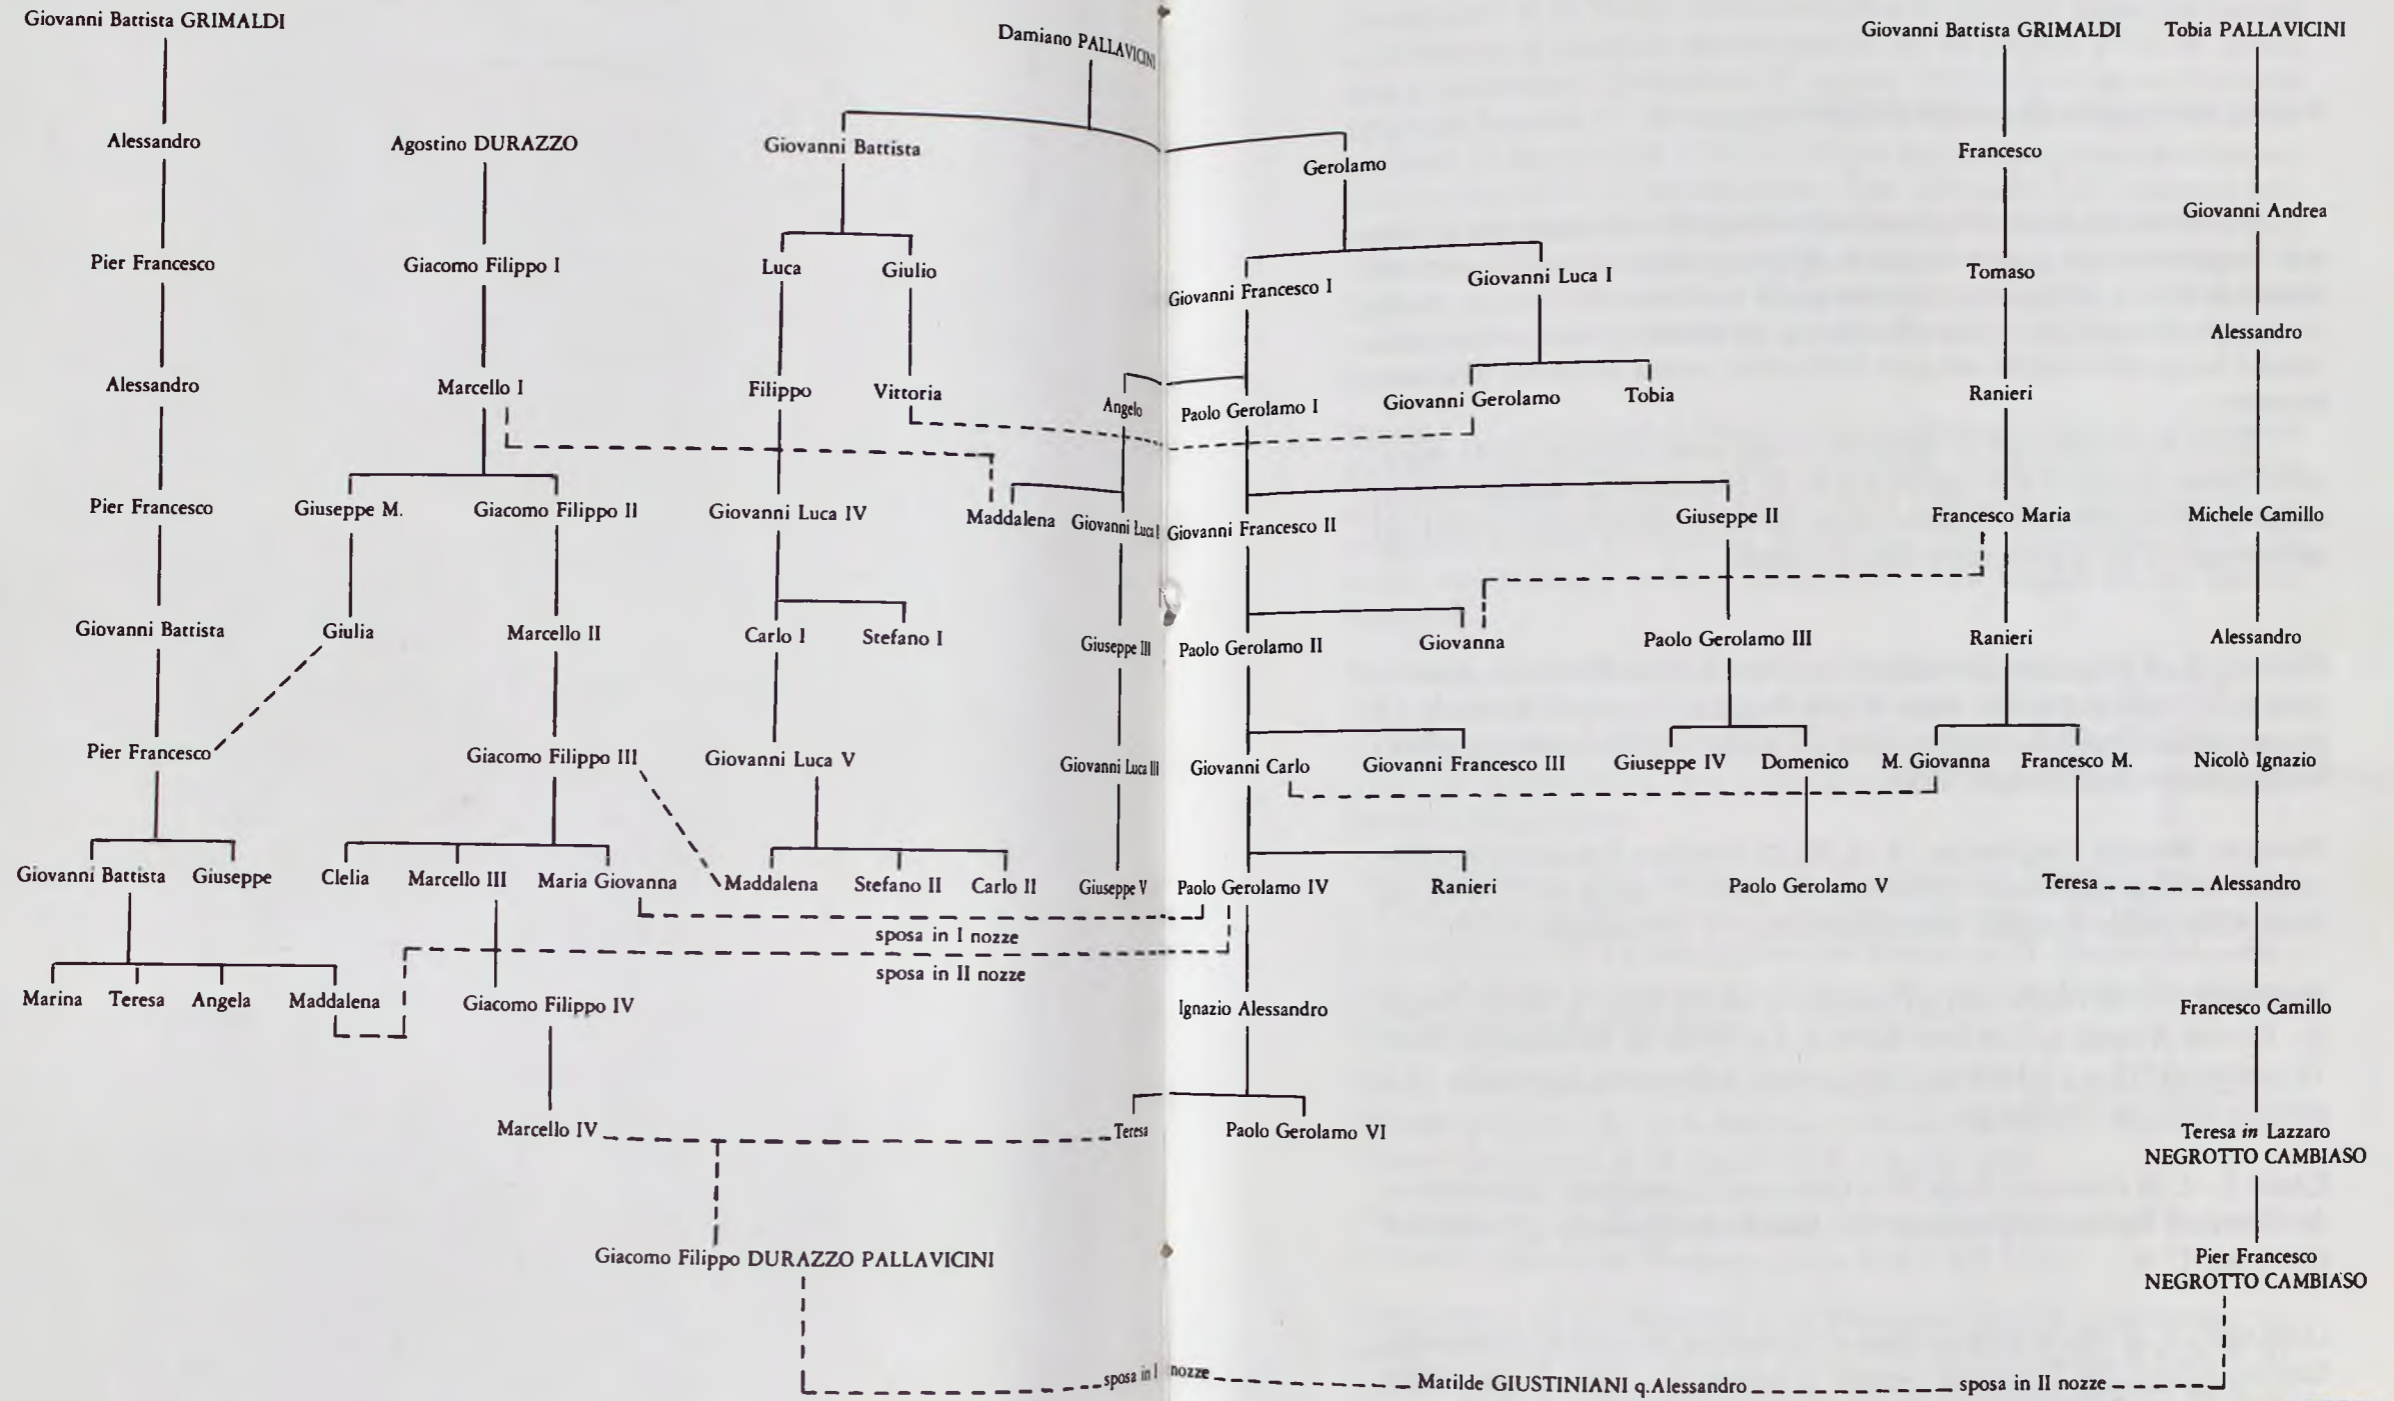 Giovanni Battista GRIMALDI
Damiano PALLAVICINI
Giovanni Battista GRIMALDI
Tobia PALLAVICINI
Alessandro
Agostino DURAZZO
Giovanni Battista
Gerolamo
Francesco
Giovanni Andrea
Pier Francesco
Giacomo Filippo I
Luca
Giulio
Giovanni Francesco I
Giovanni Luca I
Tomaso
Alessandro
Alessandro
Marcello I
Filippo
Vittoria
Angelo
Paolo Gerolamo I
Giovanni Gerolamo
Tobia
Ranieri
Pier Francesco
Giuseppe M.
Giacomo Filippo II
Giovanni Luca IV
Maddalena
Giovanni Luca
Giovanni Francesco II
Giuseppe II
Francesco Maria
Michele Camillo
Giovanni Battista
Giulia
Marcello II
Carlo I
Stefano I
Giuseppe III
Paolo Gerolamo II
Giovanna
Paolo Gerolamo III
Ranieri
Alessandro
Pier Francesco
Giacomo Filippo III
Giovanni Luca V
Giovanni Luca III
Giovanni Carlo
Giovanni Francesco III
Giuseppe IV
Domenico
M. Giovanna
Francesco M.
Nicolò Ignazio
Giovanni Battista
Giuseppe
Clelia
Marcello III
Maria Giovanna
Maddalena
Stefano II
Carlo II
Giuseppe V
Paolo Gerolamo IV
Ranieri
Paolo Gerolamo V
Teresa
Alessandro
sposa in I nozze
sposa in II nozze
Marina
Teresa
Angela
Maddalena
Giacomo Filippo IV
Ignazio Alessandro
Francesco Camillo
Marcello IV
Teresa
Paolo Gerolamo VI
Teresa in Lazzaro
NEGROTTO CAMBIASO
Giacomo Filippo DURAZZO PALLAVICINI
Pier Francesco
NEGROTTO CAMBIASO
sposa in I nozze
Matilde GIUSTINIANI q.Alessandro
sposa in II nozze